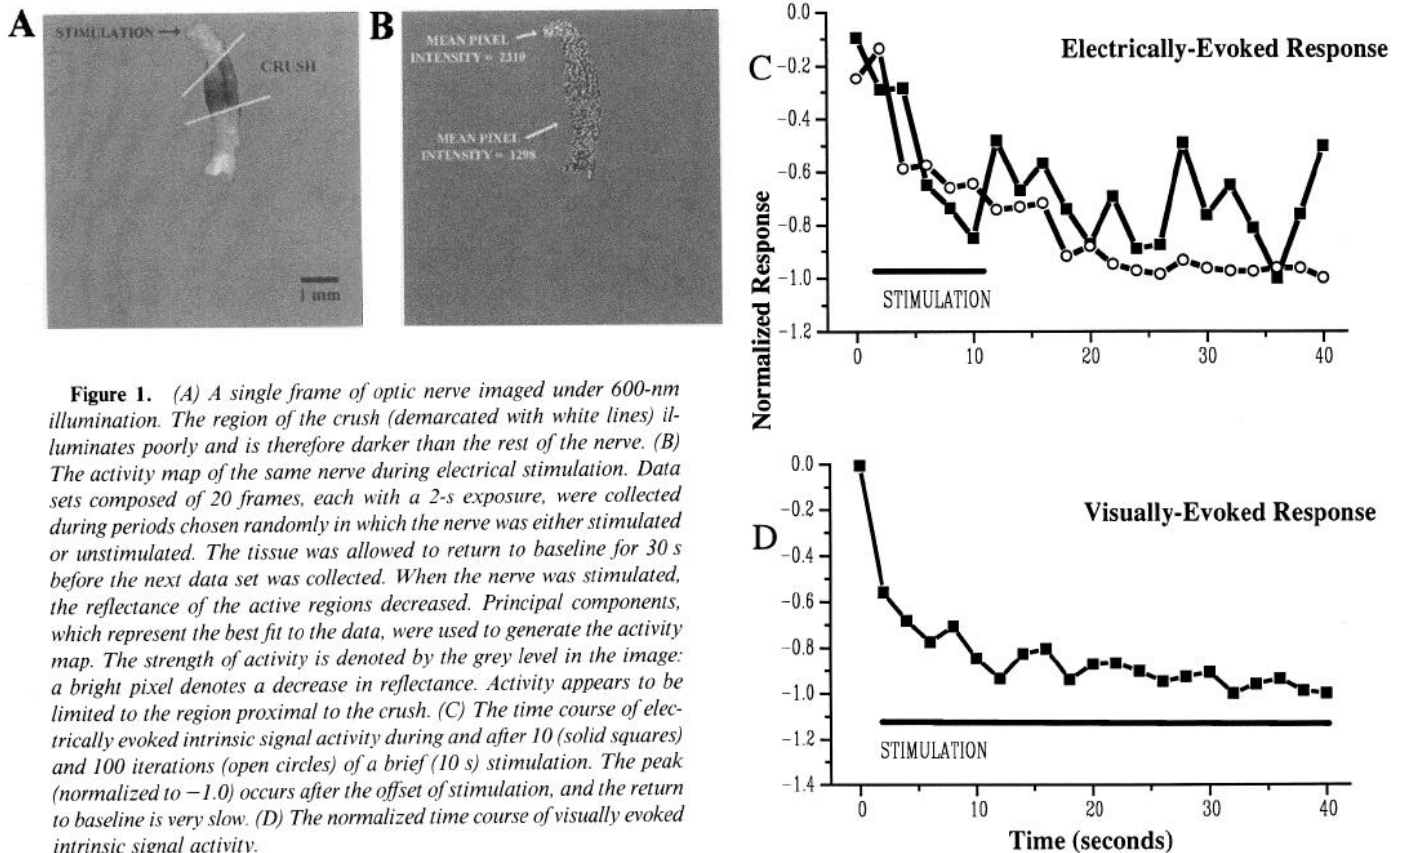 A
STIMULATION
CRUSH
1 mm
B
MEAN PIXEL
INTENSITY = 2310
MEAN PIXEL
INTENSITY = 1298
Figure 1. (A) A single frame of optic nerve imaged under 600-nm
illumination. The region of the crush (demarcated with white lines) il-
luminates poorly and is therefore darker than the rest of the nerve. (B)
The activity map of the same nerve during electrical stimulation. Data
sets composed of 20 frames, each with a 2-s exposure, were collected
during periods chosen randomly in which the nerve was either stimulated
or unstimulated. The tissue was allowed to return to baseline for 30 s
before the next data set was collected. When the nerve was stimulated,
the reflectance of the active regions decreased. Principal components,
which represent the best fit to the data, were used to generate the activity
map. The strength of activity is denoted by the grey level in the image:
a bright pixel denotes a decrease in reflectance. Activity appears to be
limited to the region proximal to the crush. (C) The time course of elec-
trically evoked intrinsic signal activity during and after 10 (solid squares)
and 100 iterations (open circles) of a brief (10 s) stimulation. The peak
(normalized to −1.0) occurs after the offset of stimulation, and the return
to baseline is very slow. (D) The normalized time course of visually evoked
intrinsic signal activity.
C
Electrically-Evoked Response
0.0
-0.2
-0.4
-0.6
-0.8
-1.0
-1.2
STIMULATION
0 10 20 30 40
Normalized Response
D
Visually-Evoked Response
0.0
-0.2
-0.4
-0.6
-0.8
-1.0
-1.2
-1.4
STIMULATION
0 10 20 30 40
Time (seconds)